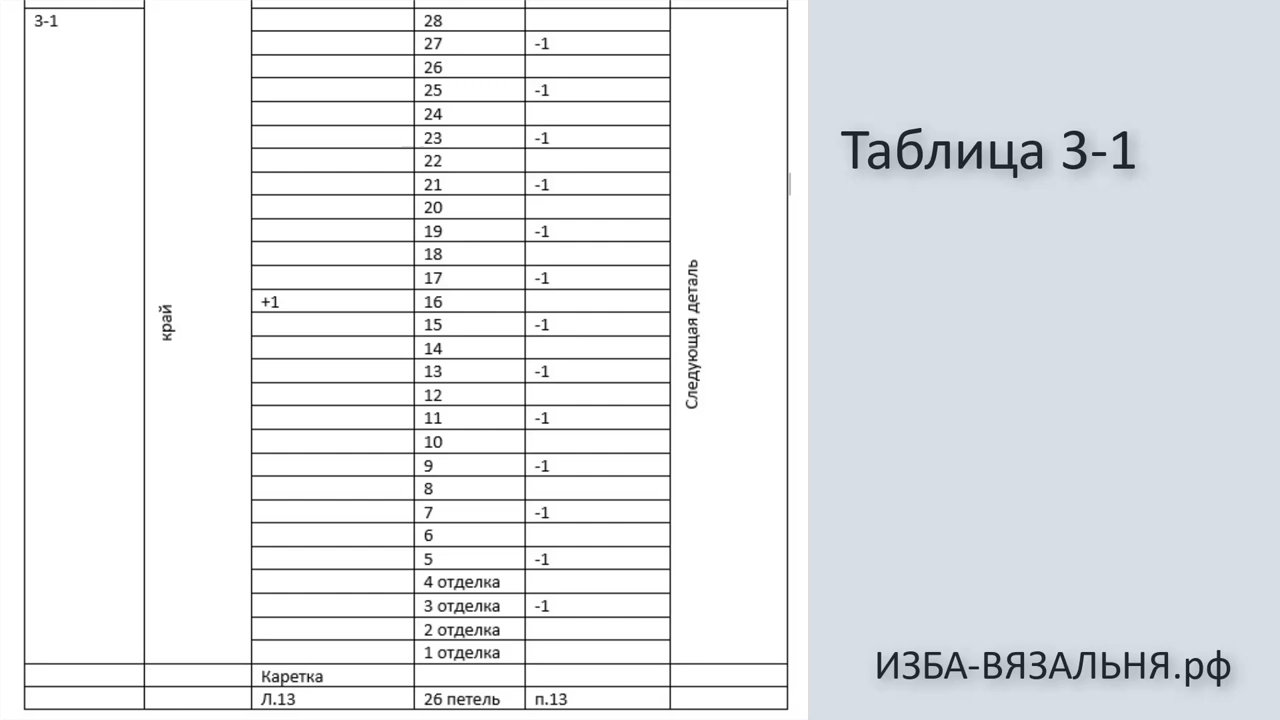 3-1 28
27 -1
26
25 -1
24
23 -1
22
21 -1
20
19 -1
18
17 -1
+1 16
15 -1
14
13 -1
12
11 -1
10
9 -1
8
7 -1
6
5 -1
4 отделка
3 отделка -1
2 отделка
1 отделка
край
Следующая деталь
Каретка
Л.13 26 петель п.13
Таблица 3-1
ИЗБА-ВЯЗАЛЬНЯ.рф